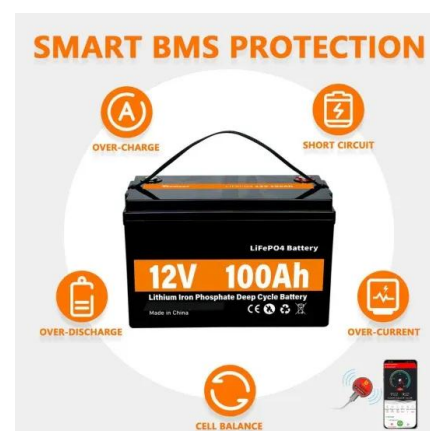 SMART BMS PROTECTION
A
OVER-CHARGE
SHORT CIRCUIT
LiFePO4 Battery
12V 100Ah
Lithium Iron Phosphate Deep Cycle Battery
Made in China
CE
OVER-DISCHARGE
OVER-CURRENT
CELL BALANCE